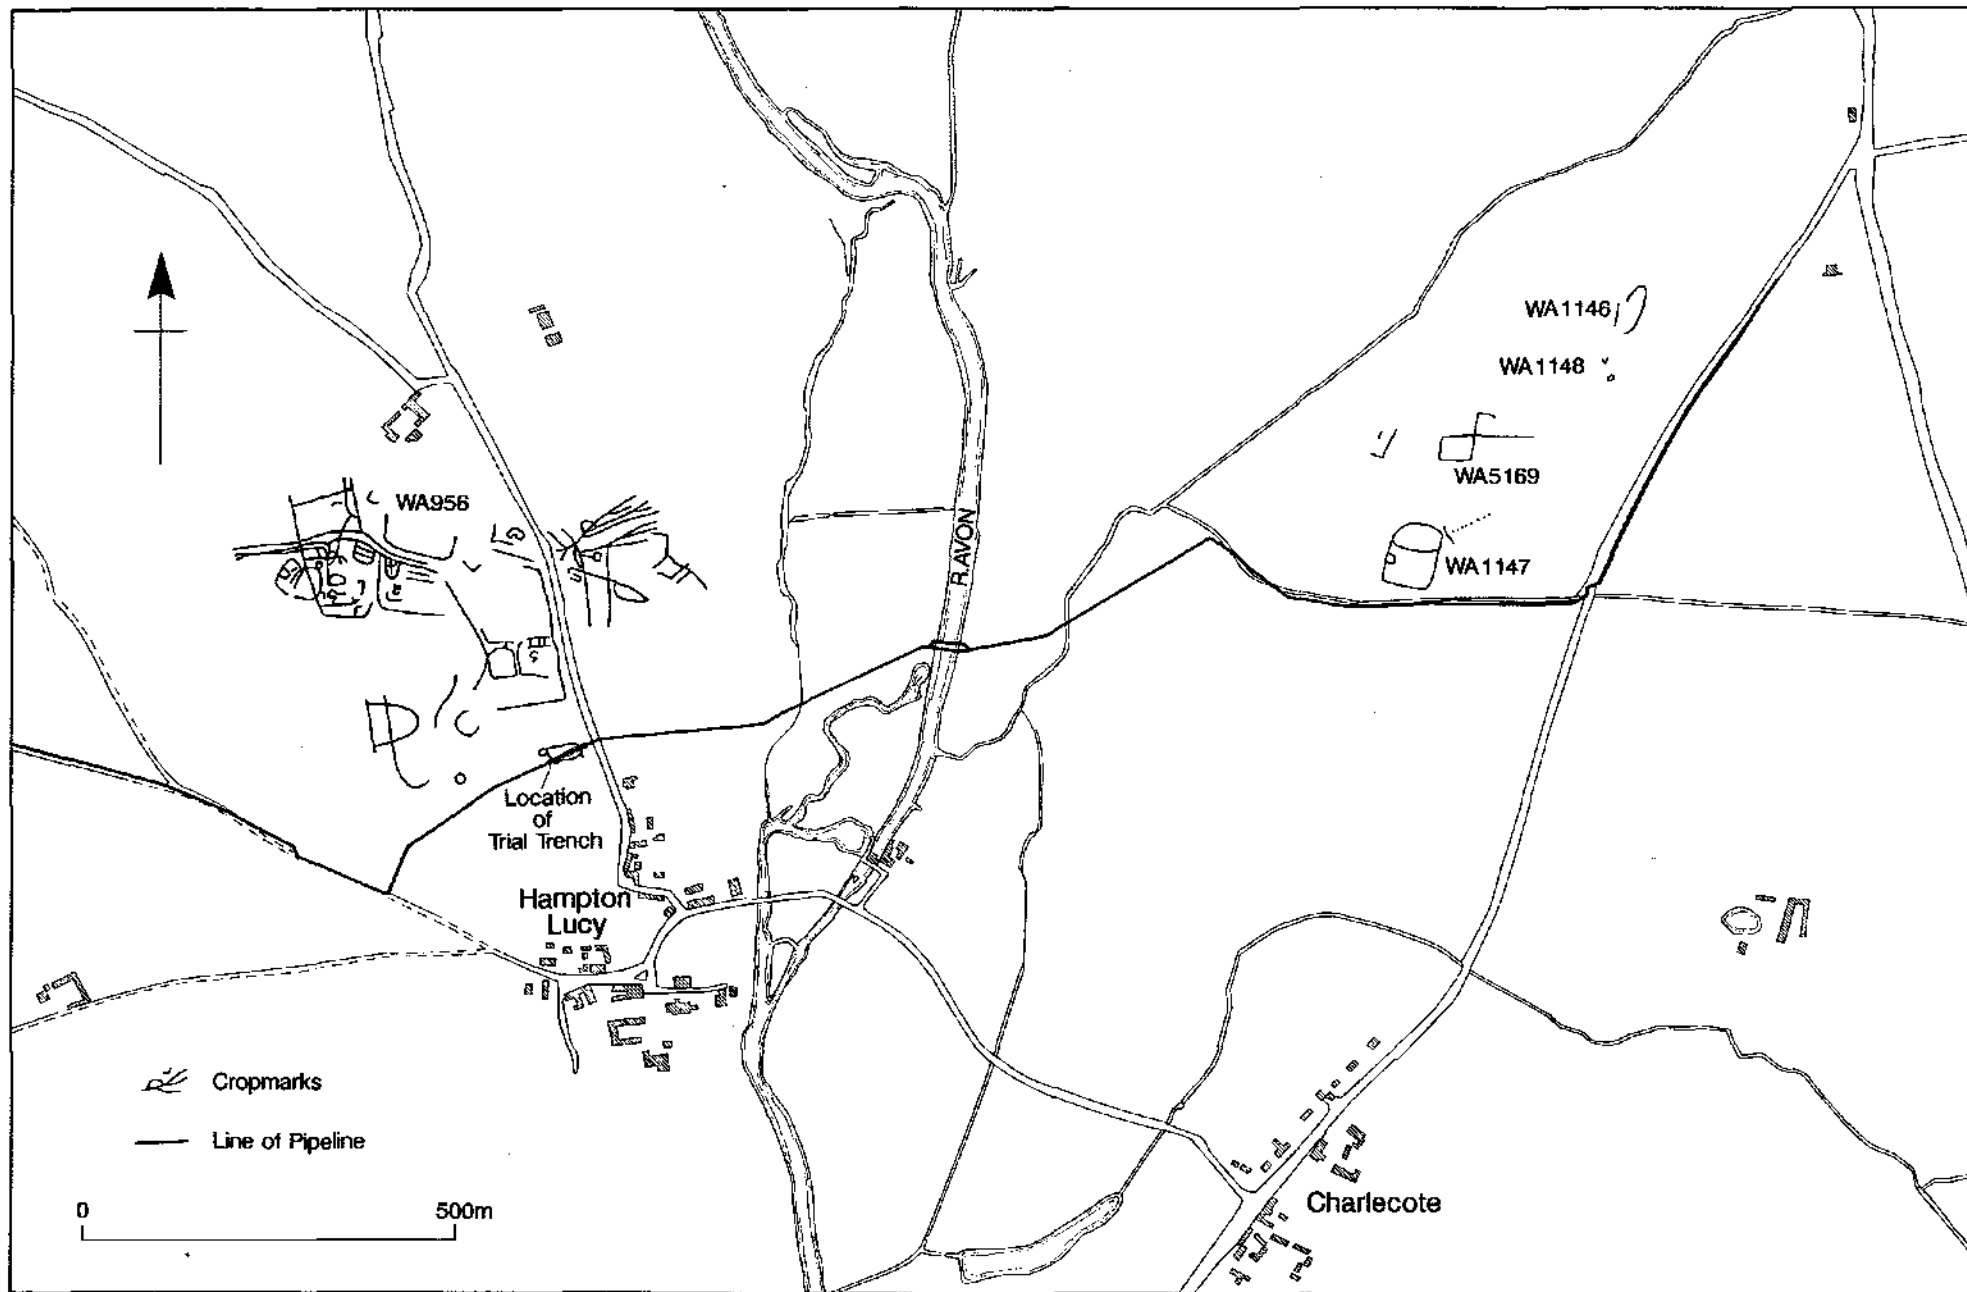 WA1146
WA1148
WA5169
WA956
R.AVON
WA1147
Location
of
Trial Trench
Hampton
Lucy
Cropmarks
Line of Pipeline
0 500m
Charlecote